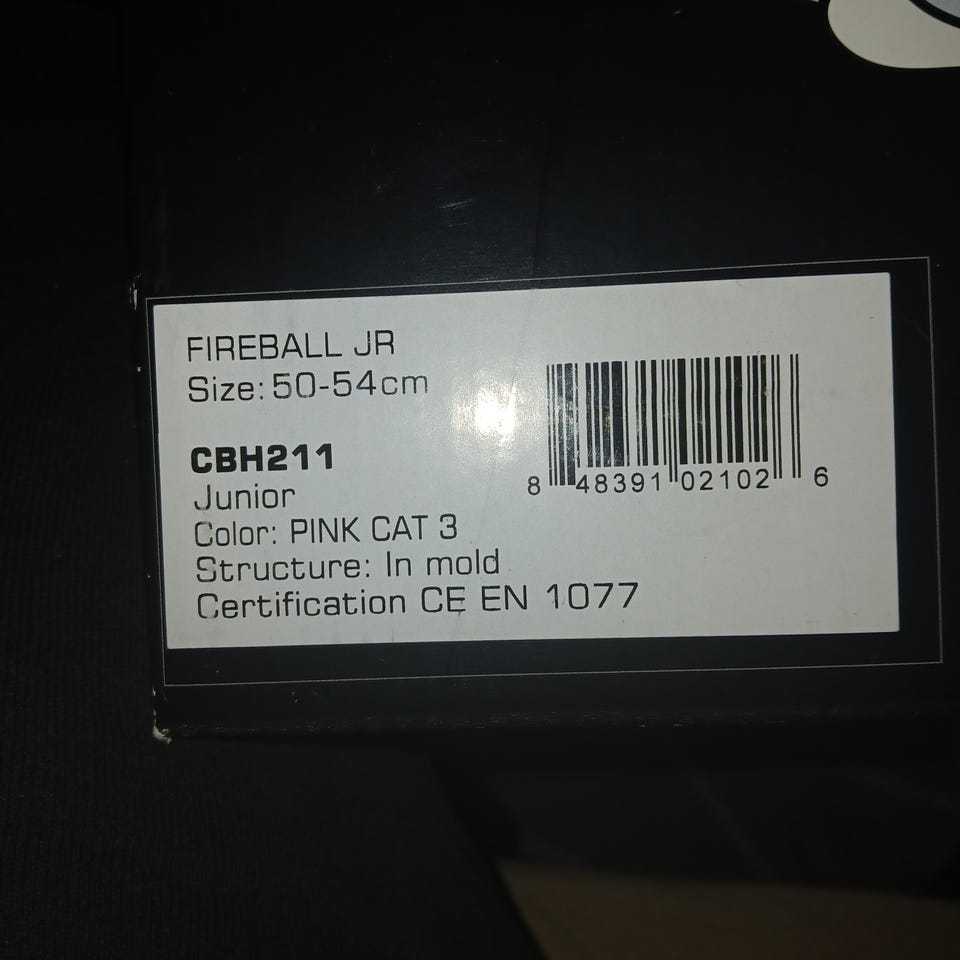 FIREBALL JR
Size: 50-54cm
CBH211
Junior
Color: PINK CAT 3
Structure: In mold
Certification CE EN 1077
8 48391 02102 6